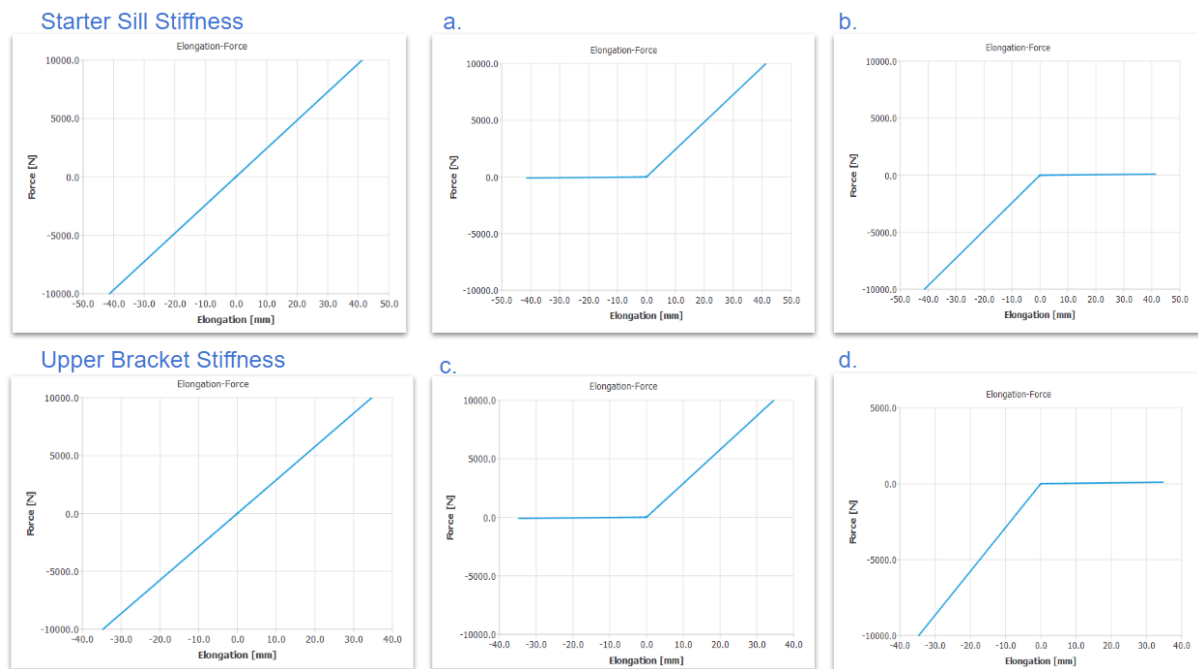 Starter Sill Stiffness
a.
b.
Elongation-Force
10000.0
5000.0
0.0
-5000.0
-10000.0
Force [N]
-50.0 -40.0 -30.0 -20.0 -10.0 0.0 10.0 20.0 30.0 40.0 50.0
Elongation [mm]
Elongation-Force
10000.0
5000.0
0.0
-5000.0
-10000.0
Force [N]
-50.0 -40.0 -30.0 -20.0 -10.0 0.0 10.0 20.0 30.0 40.0 50.0
Elongation [mm]
Elongation-Force
10000.0
5000.0
0.0
-5000.0
-10000.0
Force [N]
-50.0 -40.0 -30.0 -20.0 -10.0 0.0 10.0 20.0 30.0 40.0 50.0
Elongation [mm]
Upper Bracket Stiffness
c.
d.
Elongation-Force
10000.0
5000.0
0.0
-5000.0
-10000.0
Force [N]
-40.0 -30.0 -20.0 -10.0 0.0 10.0 20.0 30.0 40.0
Elongation [mm]
Elongation-Force
10000.0
5000.0
0.0
-5000.0
-10000.0
Force [N]
-40.0 -30.0 -20.0 -10.0 0.0 10.0 20.0 30.0 40.0
Elongation [mm]
Elongation-Force
5000.0
0.0
-5000.0
-10000.0
Force [N]
-40.0 -30.0 -20.0 -10.0 0.0 10.0 20.0 30.0 40.0
Elongation [mm]